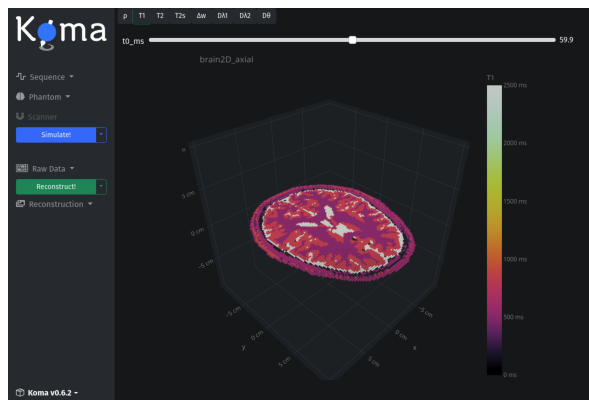 Koma
ρ T1 T2 T2s Δw Dλ1 Dλ2 Dθ
t0_ms 59.9
brain2D_axial
Sequence
Phantom
Scanner
Simulate!
Raw Data
Reconstruct!
Reconstruction
Koma v0.6.2
5 cm
0 cm
−5 cm
−5 cm
0 cm
5 cm
y
−5 cm
0 cm
5 cm
x
T1
2500 ms
2000 ms
1500 ms
1000 ms
500 ms
0 ms